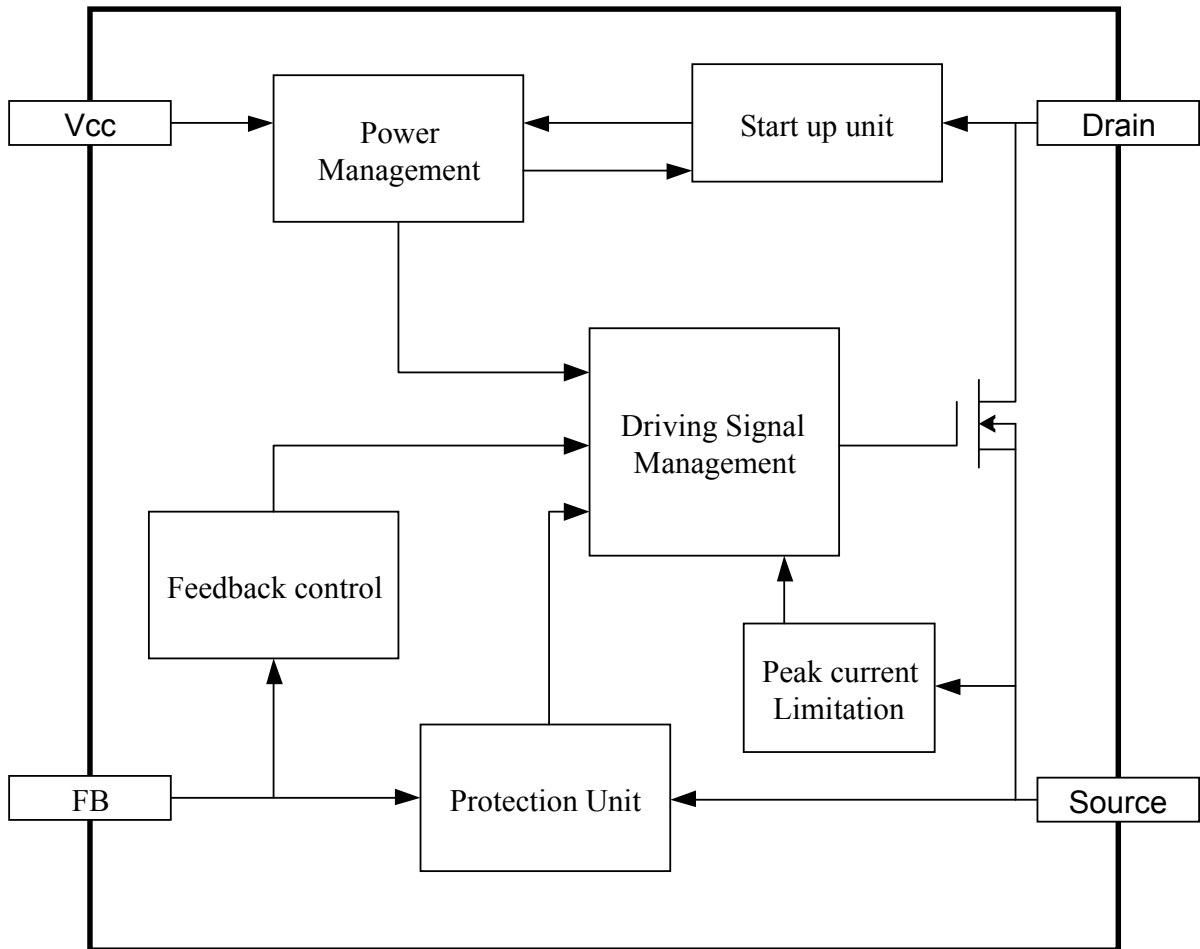 Vcc
Power
Management
Start up unit
Drain
Driving Signal
Management
Feedback control
Peak current
Limitation
FB
Protection Unit
Source